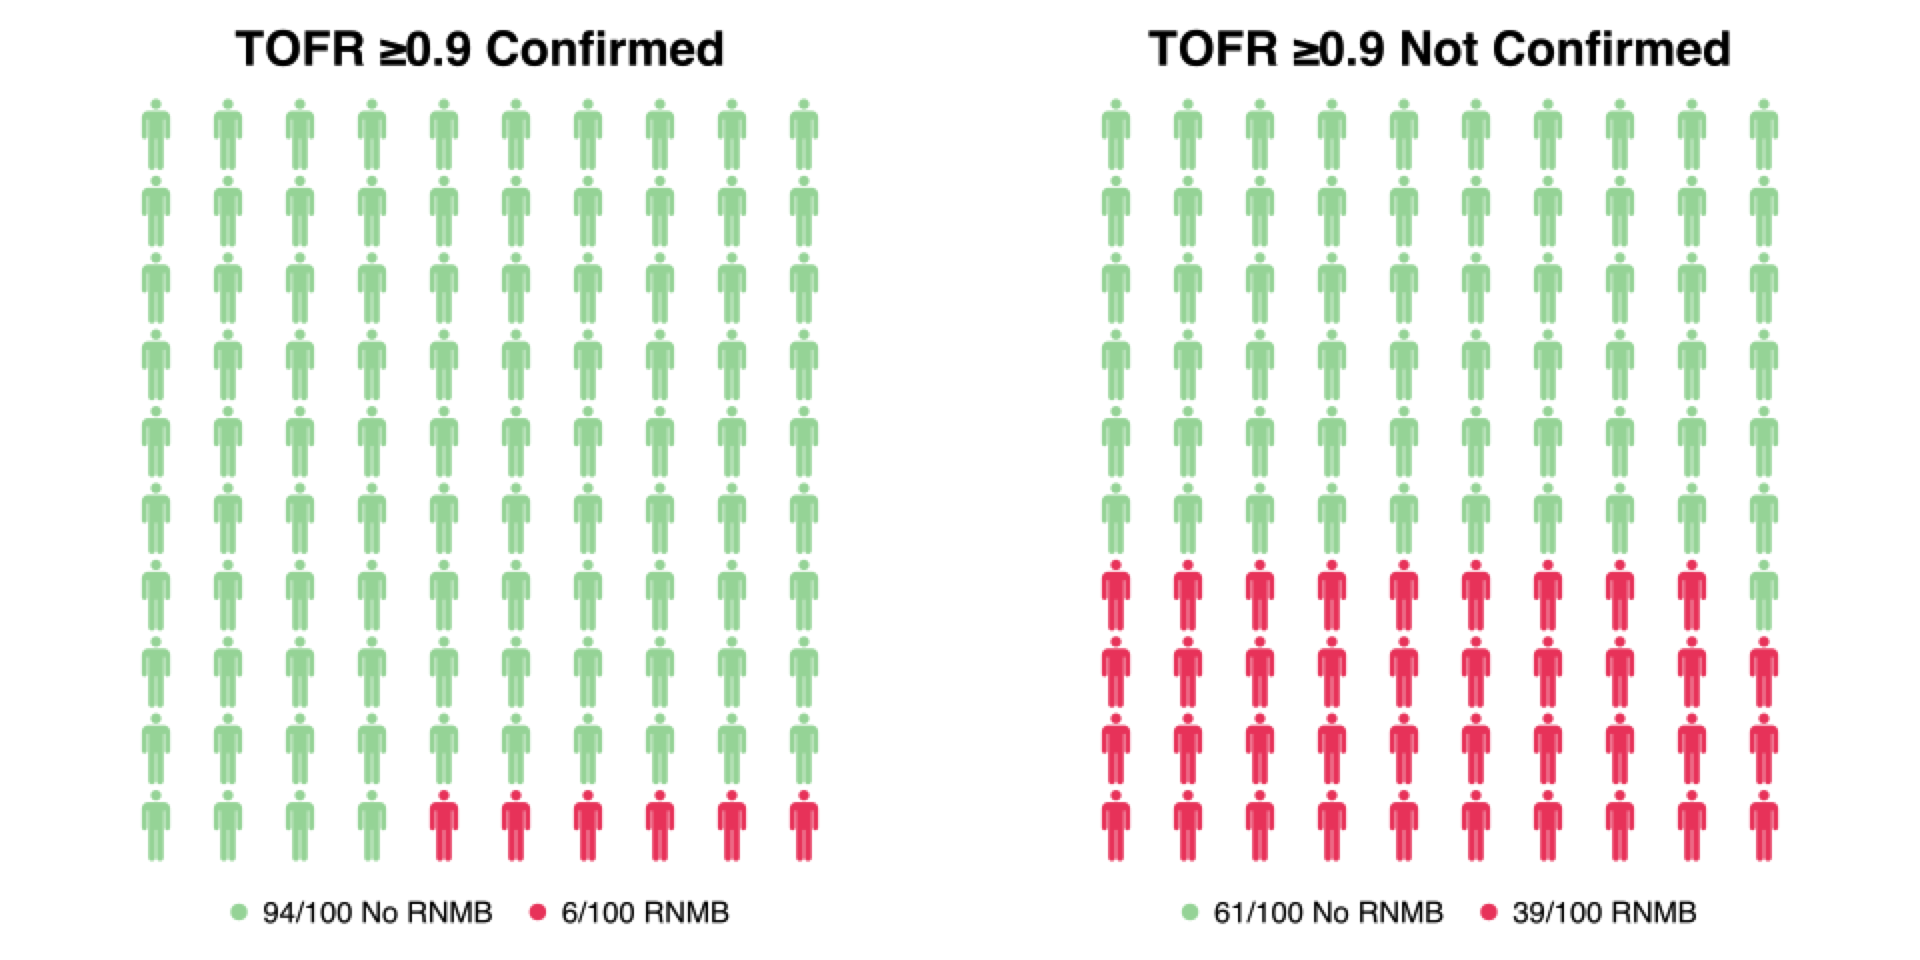 TOFR ≥0.9 Confirmed
94/100 No RNMB
6/100 RNMB
TOFR ≥0.9 Not Confirmed
61/100 No RNMB
39/100 RNMB